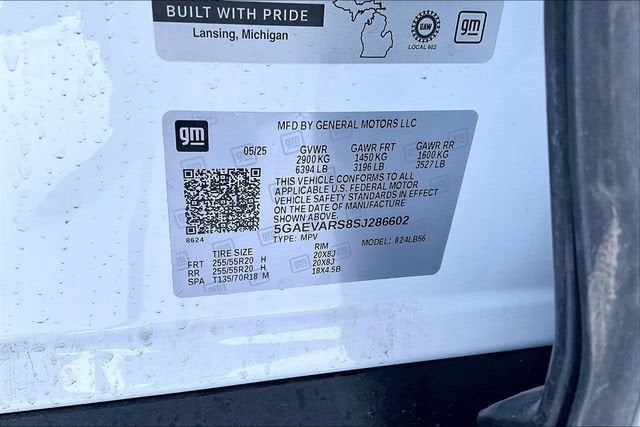 BUILT WITH PRIDE
Lansing, Michigan
UAW
LOCAL 602
gm
gm
MFD BY GENERAL MOTORS LLC
05/25 GVWR GAWR FRT GAWR RR
2900KG 1450 KG 1600 KG
6394 LB 3196 LB 3527 LB
THIS VEHICLE CONFORMS TO ALL
APPLICABLE U.S. FEDERAL MOTOR
VEHICLE SAFETY STANDARDS IN EFFECT
ON THE DATE OF MANUFACTURE
SHOWN ABOVE.
5GAEVARS8SJ286602
8624
TYPE: MPV MODEL: 824LB56
TIRE SIZE RIM
FRT 255/55R20 H 20X8J
RR 255/55R20 H 20X8J
SPA T135/70R18 M 18X4.5B